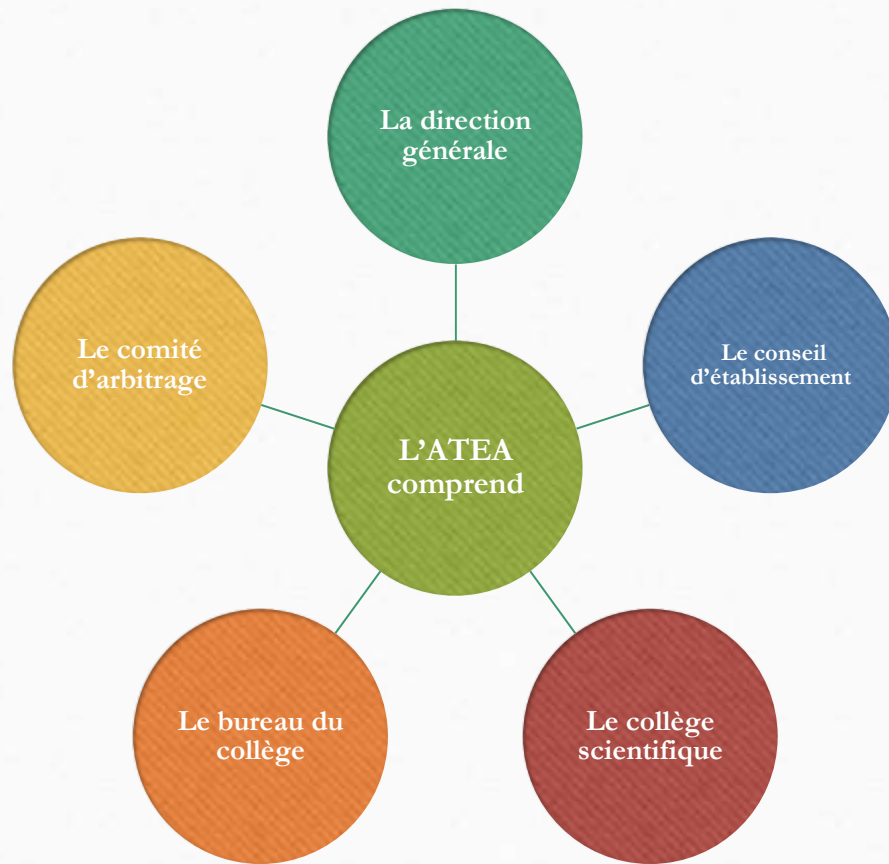 La direction
générale
Le comité
d'arbitrage
Le conseil
d'établissement
L'ATEA
comprend
Le bureau du
collège
Le collège
scientifique